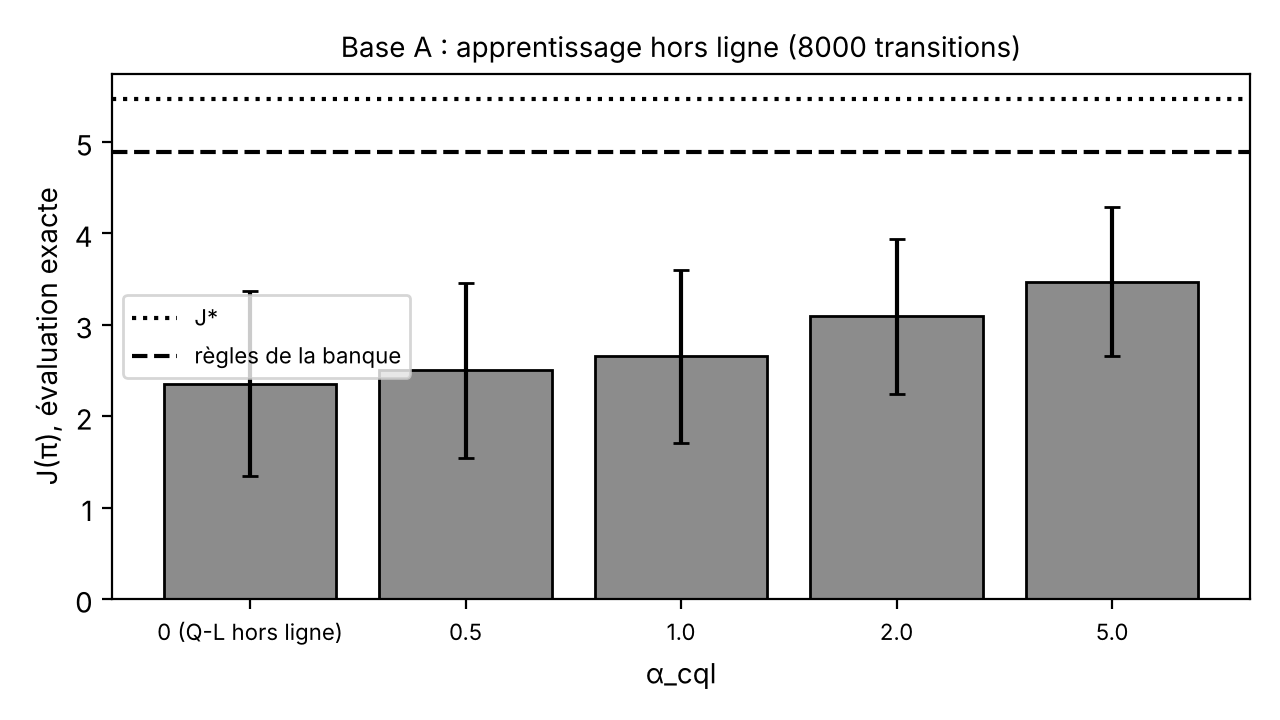 Base A : apprentissage hors ligne (8000 transitions)
J(π), évaluation exacte
5
4
3
2
1
0
J*
règles de la banque
0 (Q-L hors ligne)
0.5
1.0
2.0
5.0
α_cql